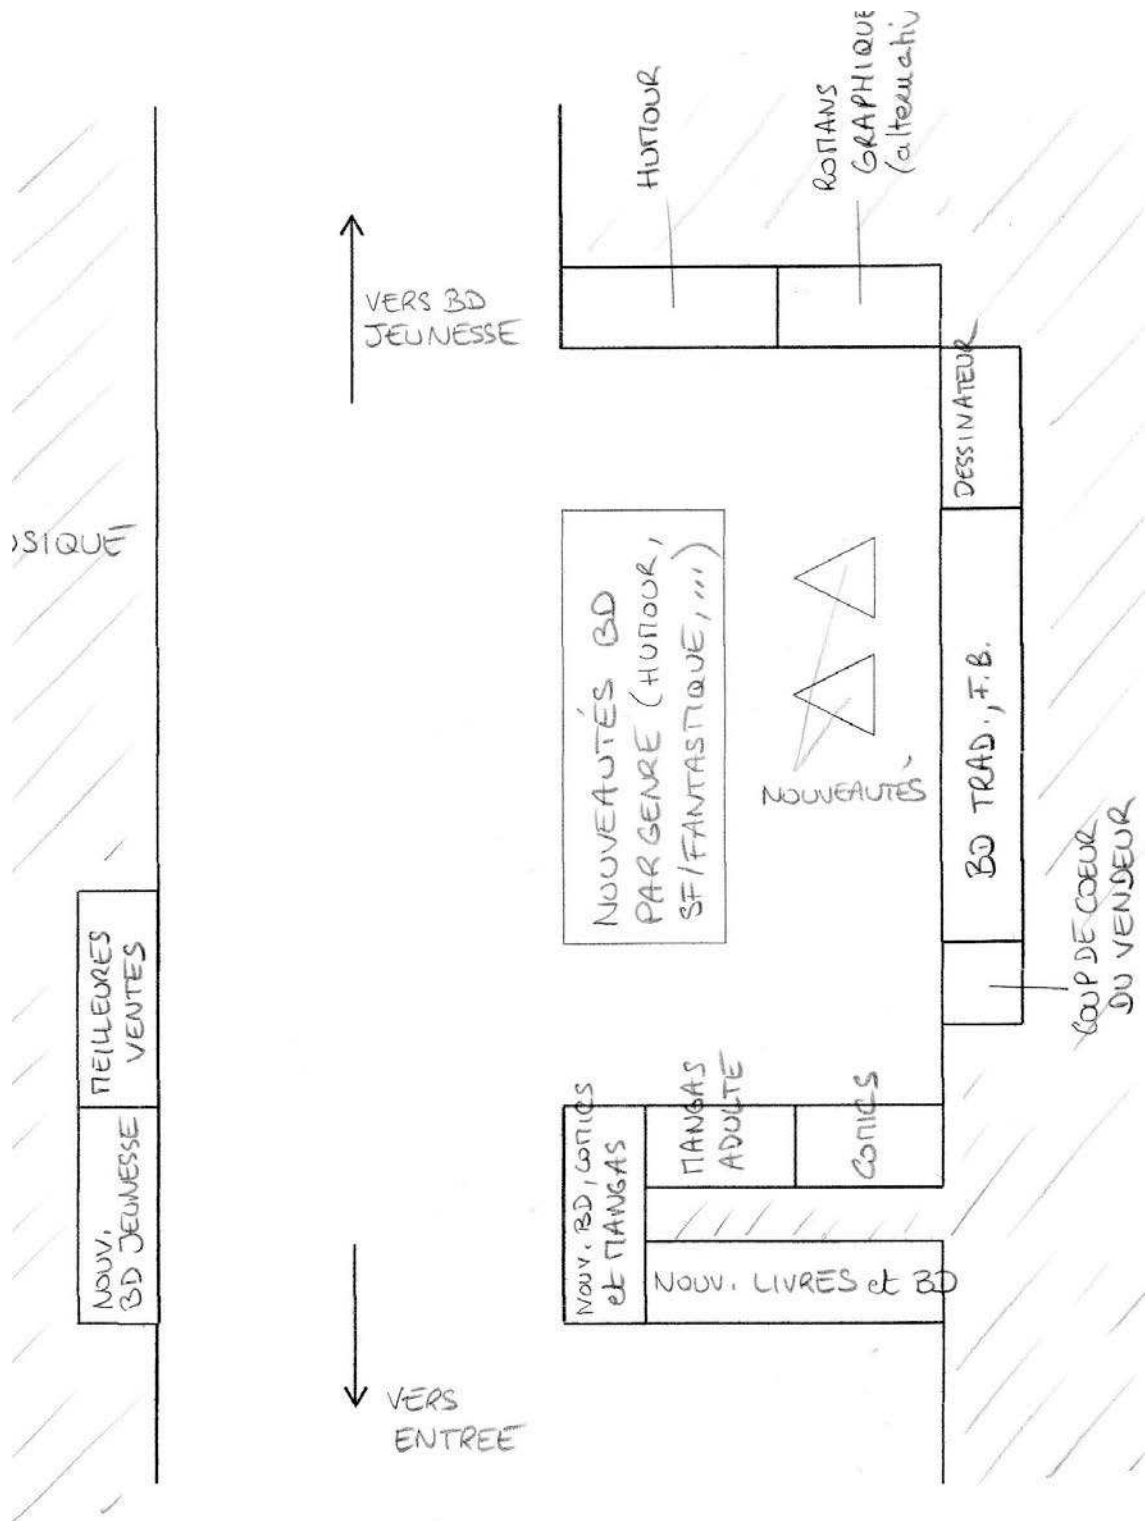 HUMOUR
ROMANS
GRAPHIQUE
(alternativ
VERS BD
JEUNESSE
DESSINATEUR
SIQUE
NOUVEAUTÉS BD
PAR GENRE (HUMOUR,
SF/FANTASTIQUE,...)
NOUVEAUTÉS
BD TRAD., F.B.
COUP DE COEUR
DU VENDEUR
MEILLEURES
VENTES
NOUV.
BD JEUNESSE
NOUV. BD, COMICS
et MANGAS
MANGAS
ADULTE
COMICS
NOUV. LIVRES et BD
VERS
ENTREE